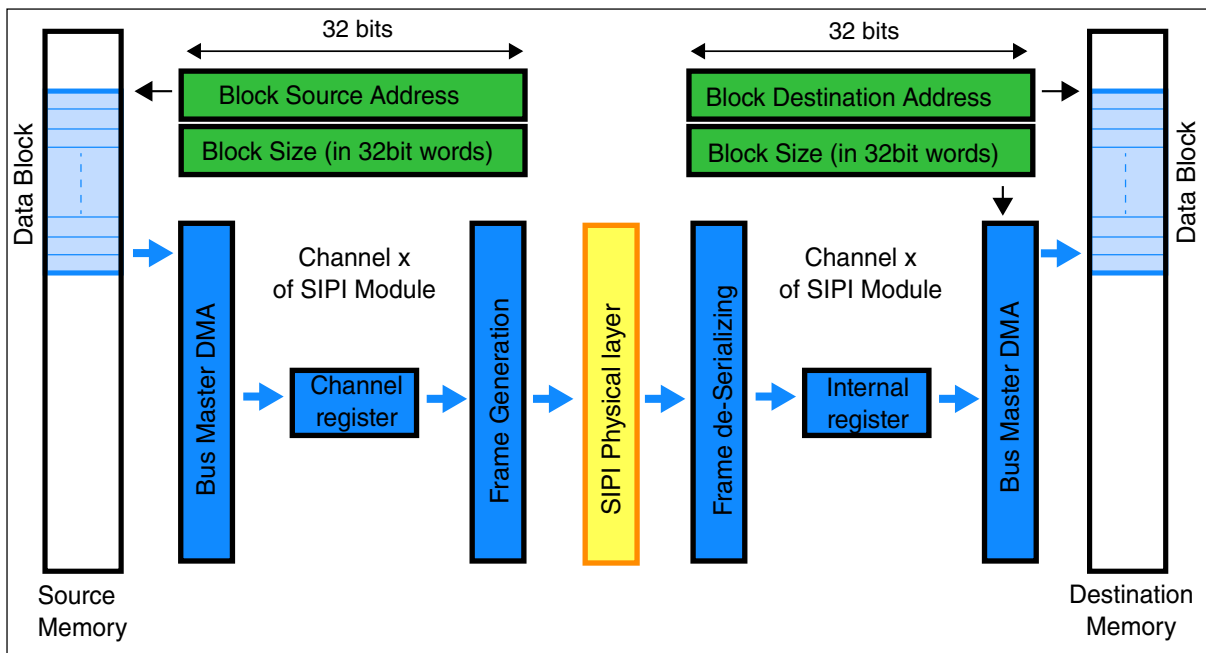 32 bits
32 bits
Block Source Address
Block Destination Address
Block Size (in 32bit words)
Block Size (in 32bit words)
Data Block
Data Block
Channel x
of SIPI Module
Channel x
of SIPI Module
Bus Master DMA
Channel
register
Frame Generation
SIPI Physical layer
Frame de-Serializing
Internal
register
Bus Master DMA
Source
Memory
Destination
Memory